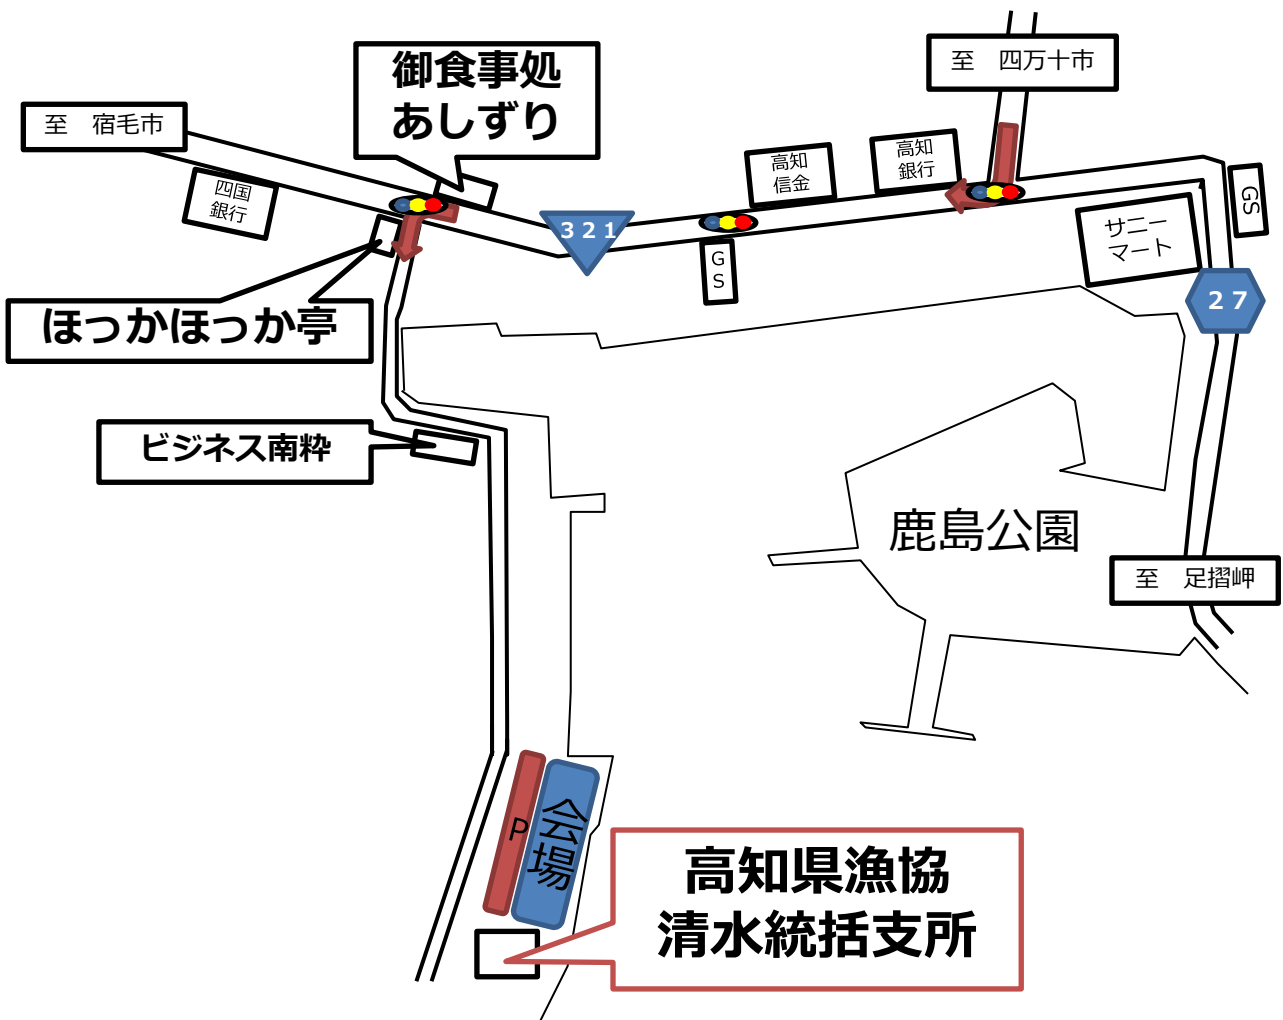 御食事処
あしずり
至　四万十市
至　宿毛市
高知
銀行
高知
信金
四国
銀行
GS
サニー
マート
３２１
G
S
２７
ほっかほっか亭
ビジネス南粋
鹿島公園
至　足摺岬
P
会場
高知県漁協
清水統括支所